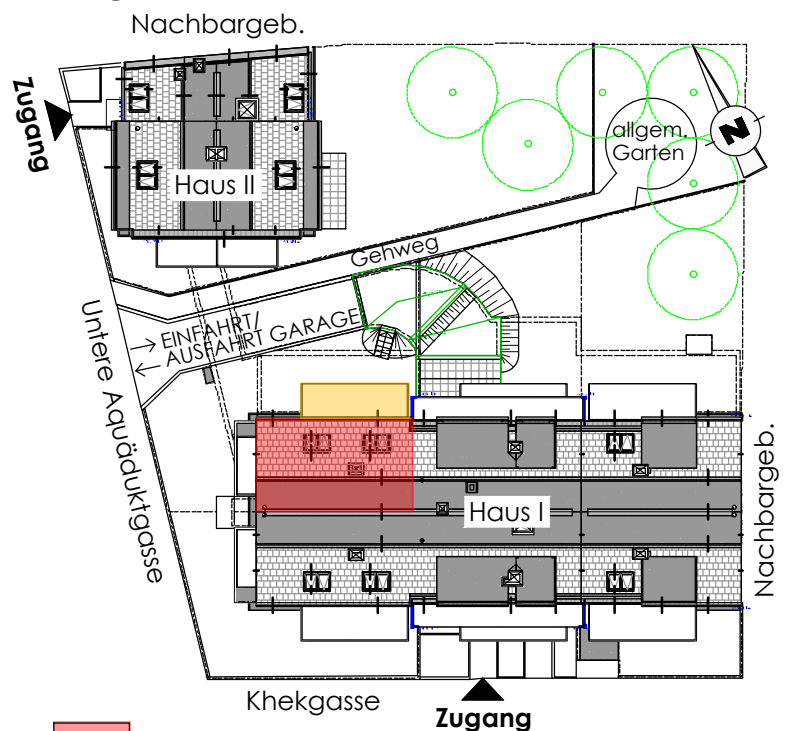 Nachbargeb.
Zugang
allgem.
Garten
N
Haus II
Gehweg
EINFAHRT/
AUSFAHRT GARAGE
Untere Aquäduktgasse
Haus I
Nachbargeb.
Khekgasse
Zugang